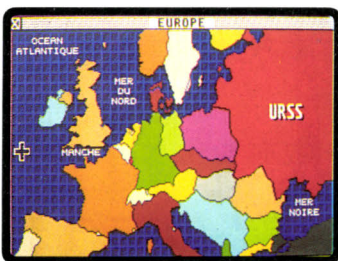 EUROPE
OCEAN
ATLANTIQUE
MER
DU
NORD
URSS
MANCHE
MER
NOIRE